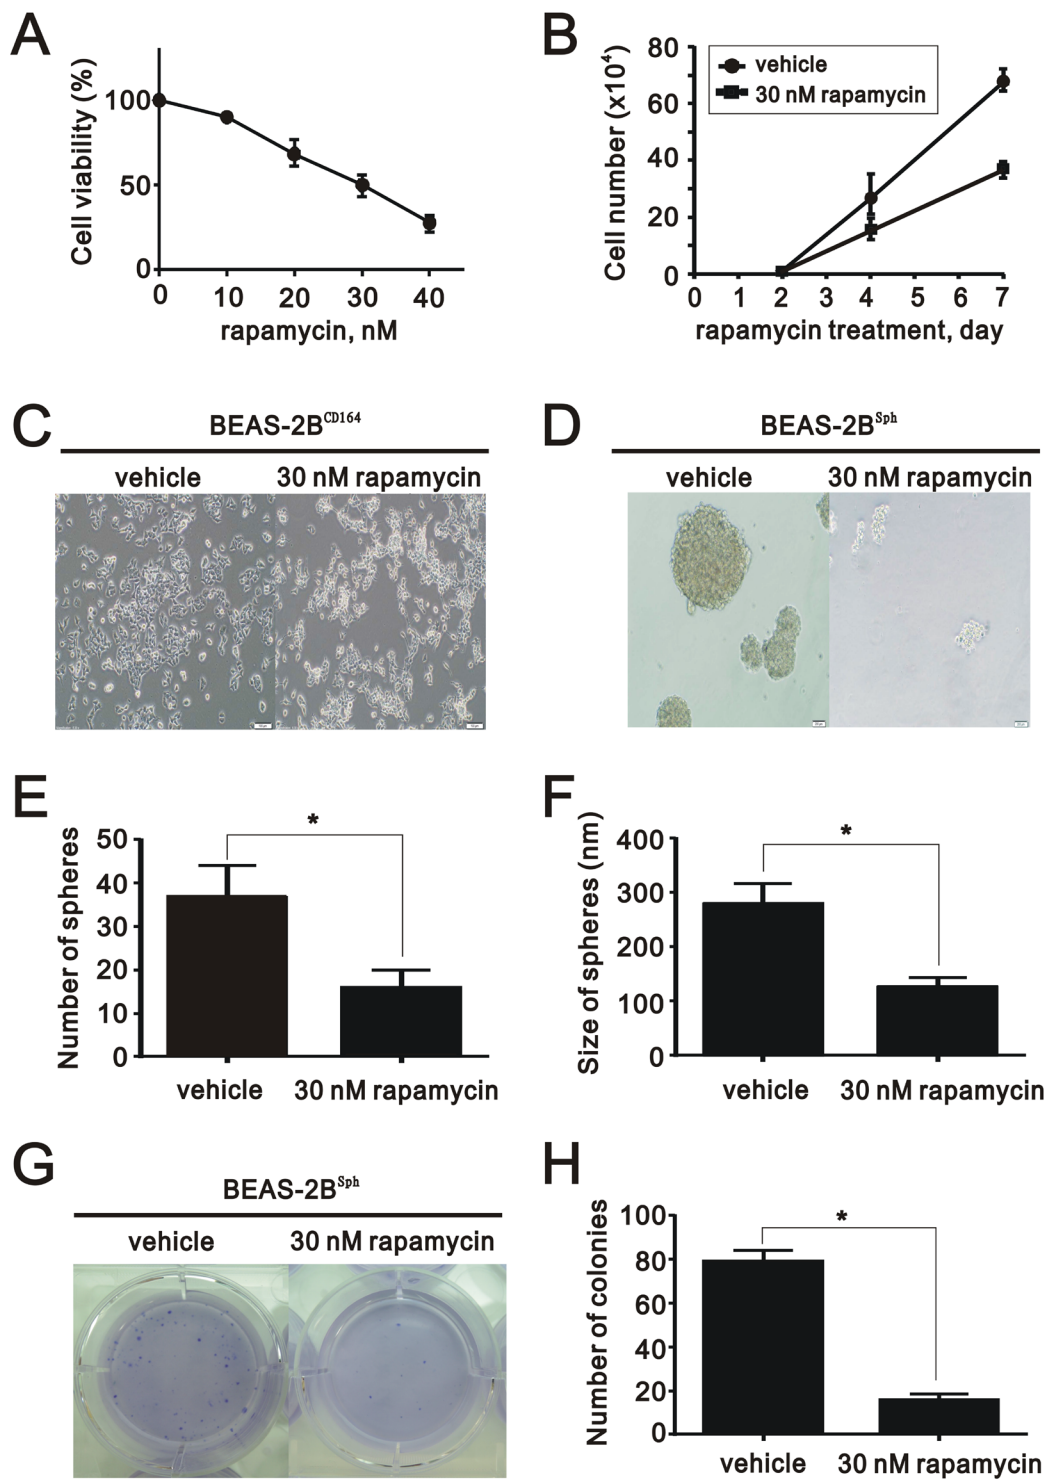 A
Cell viability (%)
100
50
0
0 10 20 30 40
rapamycin, nM
B
Cell number (x10⁴)
80
60
40
20
0
vehicle
30 nM rapamycin
0 1 2 3 4 5 6 7
rapamycin treatment, day
C
BEAS-2B^CD164
vehicle 30 nM rapamycin
D
BEAS-2B^Sph
vehicle 30 nM rapamycin
E
Number of spheres
50
40
30
20
10
0
*
vehicle 30 nM rapamycin
F
Size of spheres (nm)
400
300
200
100
0
*
vehicle 30 nM rapamycin
G
BEAS-2B^Sph
vehicle 30 nM rapamycin
H
Number of colonies
100
80
60
40
20
0
*
vehicle 30 nM rapamycin